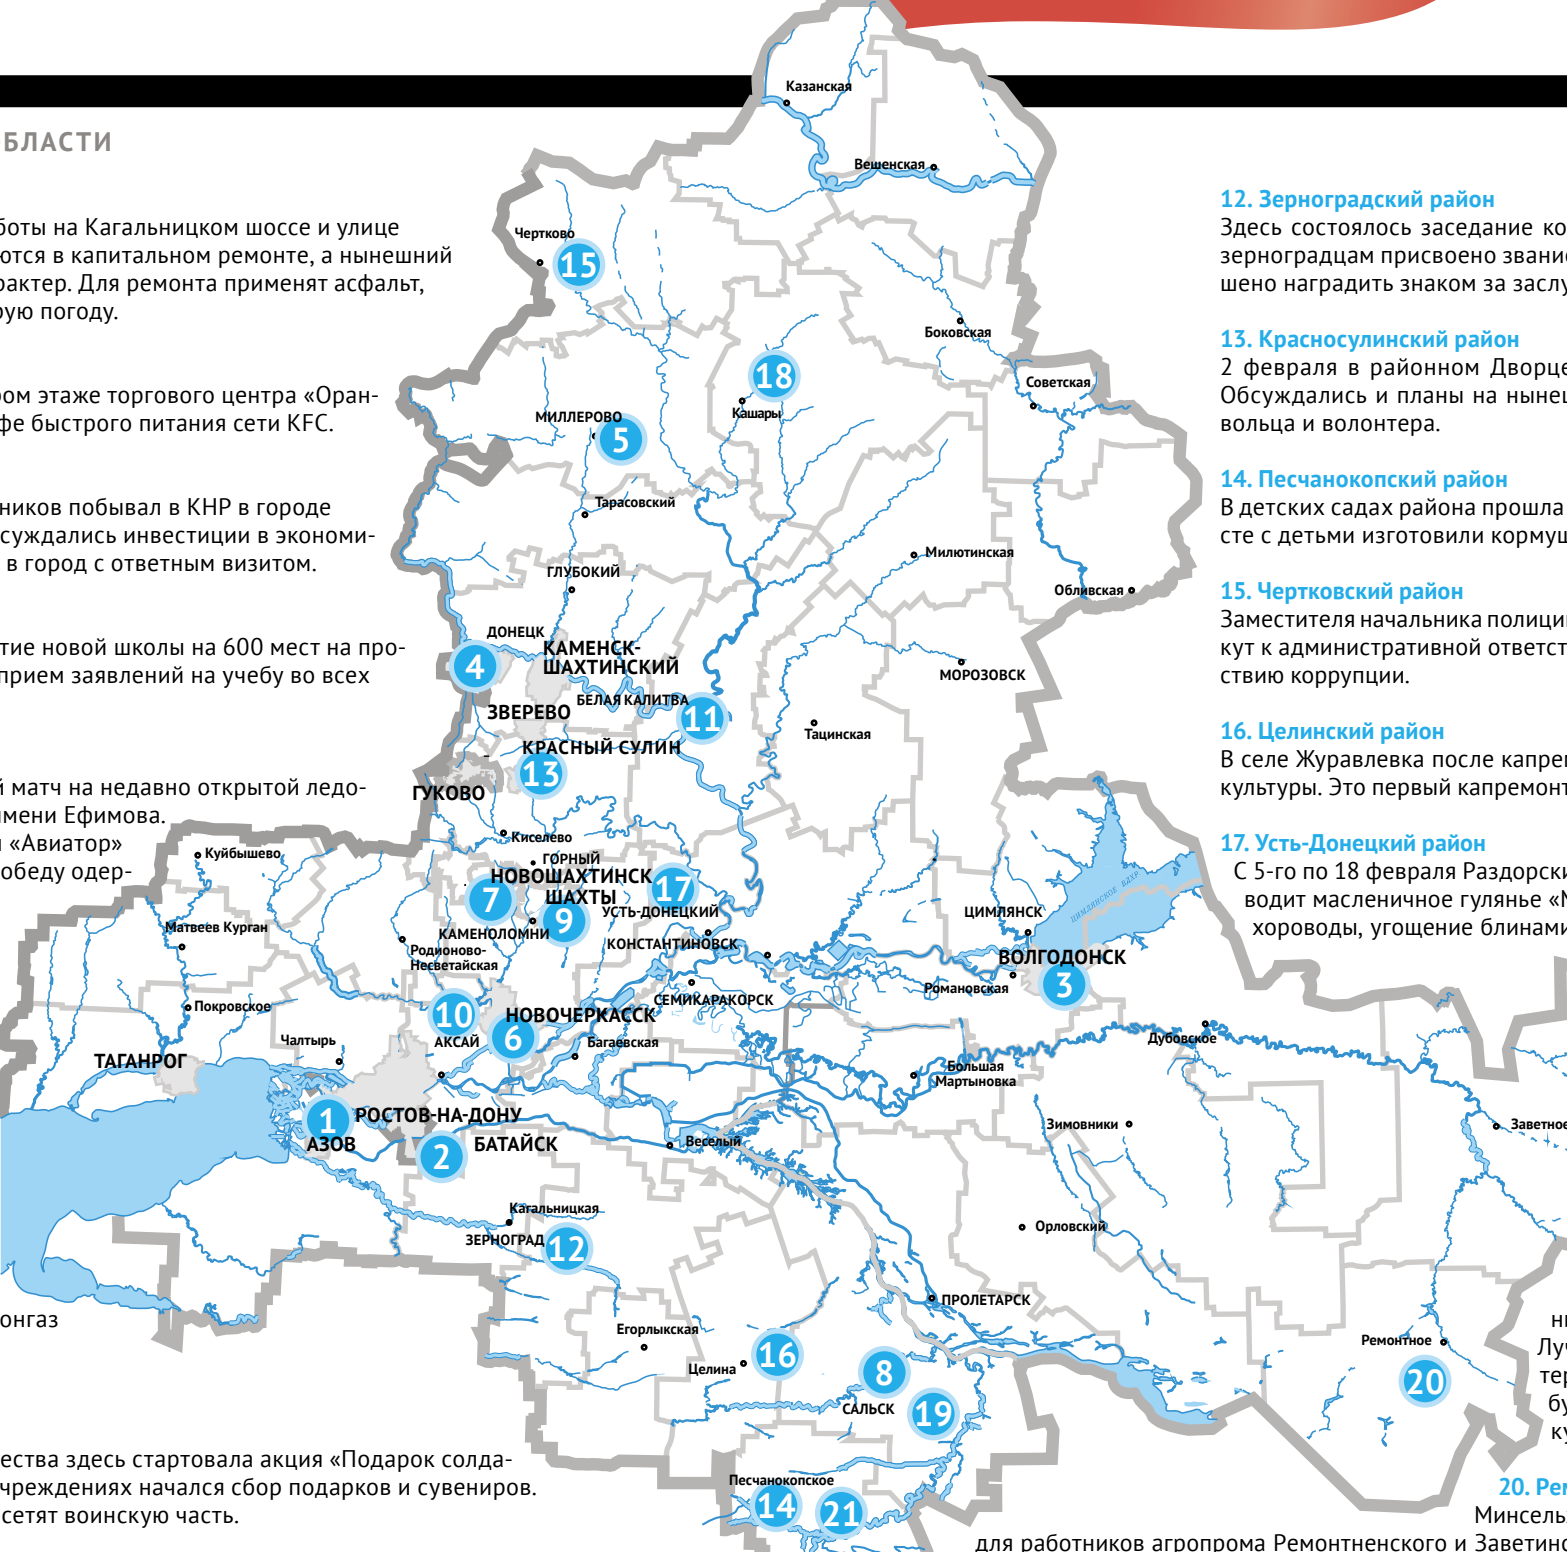 БЛАСТИ
боты на Кагальницком шоссе и улице
ются в капитальном ремонте, а нынешний
рактер. Для ремонта применят асфальт,
рую погоду.
ром этаже торгового центра «Оран-
фе быстрого питания сети KFC.
ников побывал в КНР в городе
суждались инвестиции в экономи-
в город с ответным визитом.
тие новой школы на 600 мест на про-
прием заявлений на учебу во всех
й матч на недавно открытой ледо-
имени Ефимова.
«Авиатор»
обеду одер-
онгаз
ества здесь стартовала акция «Подарок солда-
чреждениях начался сбор подарков и сувениров.
сетят воинскую часть.
Казанская
Вешенская
Чертково
15
Боковская
18
Кашары
Советская
МИЛЛЕРОВО
5
Тарасовский
Милютинская
ГЛУБОКИЙ
Обливская
ДОНЕЦК
4
КАМЕНСК-
ШАХТИНСКИЙ
МОРОЗОВСК
БЕЛАЯ КАЛИТВА
11
ЗВЕРЕВО
Тацинская
КРАСНЫЙ СУЛИН
13
ГУКОВО
Киселево
Куйбышево
ГОРНЫЙ
НОВОШАХТИНСК
7
ШАХТЫ
17
9
УСТЬ-ДОНЕЦКИЙ
ЦИМЛЯНСКОЕ ВДХР.
ЦИМЛЯНСК
Матвеев Курган
КАМЕНОЛОМНИ
КОНСТАНТИНОВСК
Родионово-
Несветайская
ВОЛГОДОНСК
3
Романовская
СЕМИКАРАКОРСК
Покровское
10
НОВОЧЕРКАССК
6
АКСАЙ
Багаевская
Чалтырь
Дубовское
ТАГАНРОГ
Большая
Мартыновка
1
РОСТОВ-НА-ДОНУ
АЗОВ
2
БАТАЙСК
Веселый
Зимовники
Заветное
Кагальницкая
ЗЕРНОГРАД
12
Орловский
ПРОЛЕТАРСК
Егорлыкская
Целина
16
8
САЛЬСК
19
Ремонтное
20
Песчанокопское
14
21
12. Зерноградский район
Здесь состоялось заседание ко
зерноградцам присвоено звание
шено наградить знаком за заслу
13. Красносулинский район
2 февраля в районном Дворце
Обсуждались и планы на нынеш
вольца и волонтера.
14. Песчанокопский район
В детских садах района прошла
сте с детьми изготовили кормуш
15. Чертковский район
Заместителя начальника полици
кут к административной ответст
ствию коррупции.
16. Целинский район
В селе Журавлевка после капрем
культуры. Это первый капремонт
17. Усть-Донецкий район
С 5-го по 18 февраля Раздорски
водит масленичное гулянье «М
хороводы, угощение блинами
Луч
тер
бу
ку
20. Рем
Минсельх
для работников агропрома Ремонтненского и Заветин